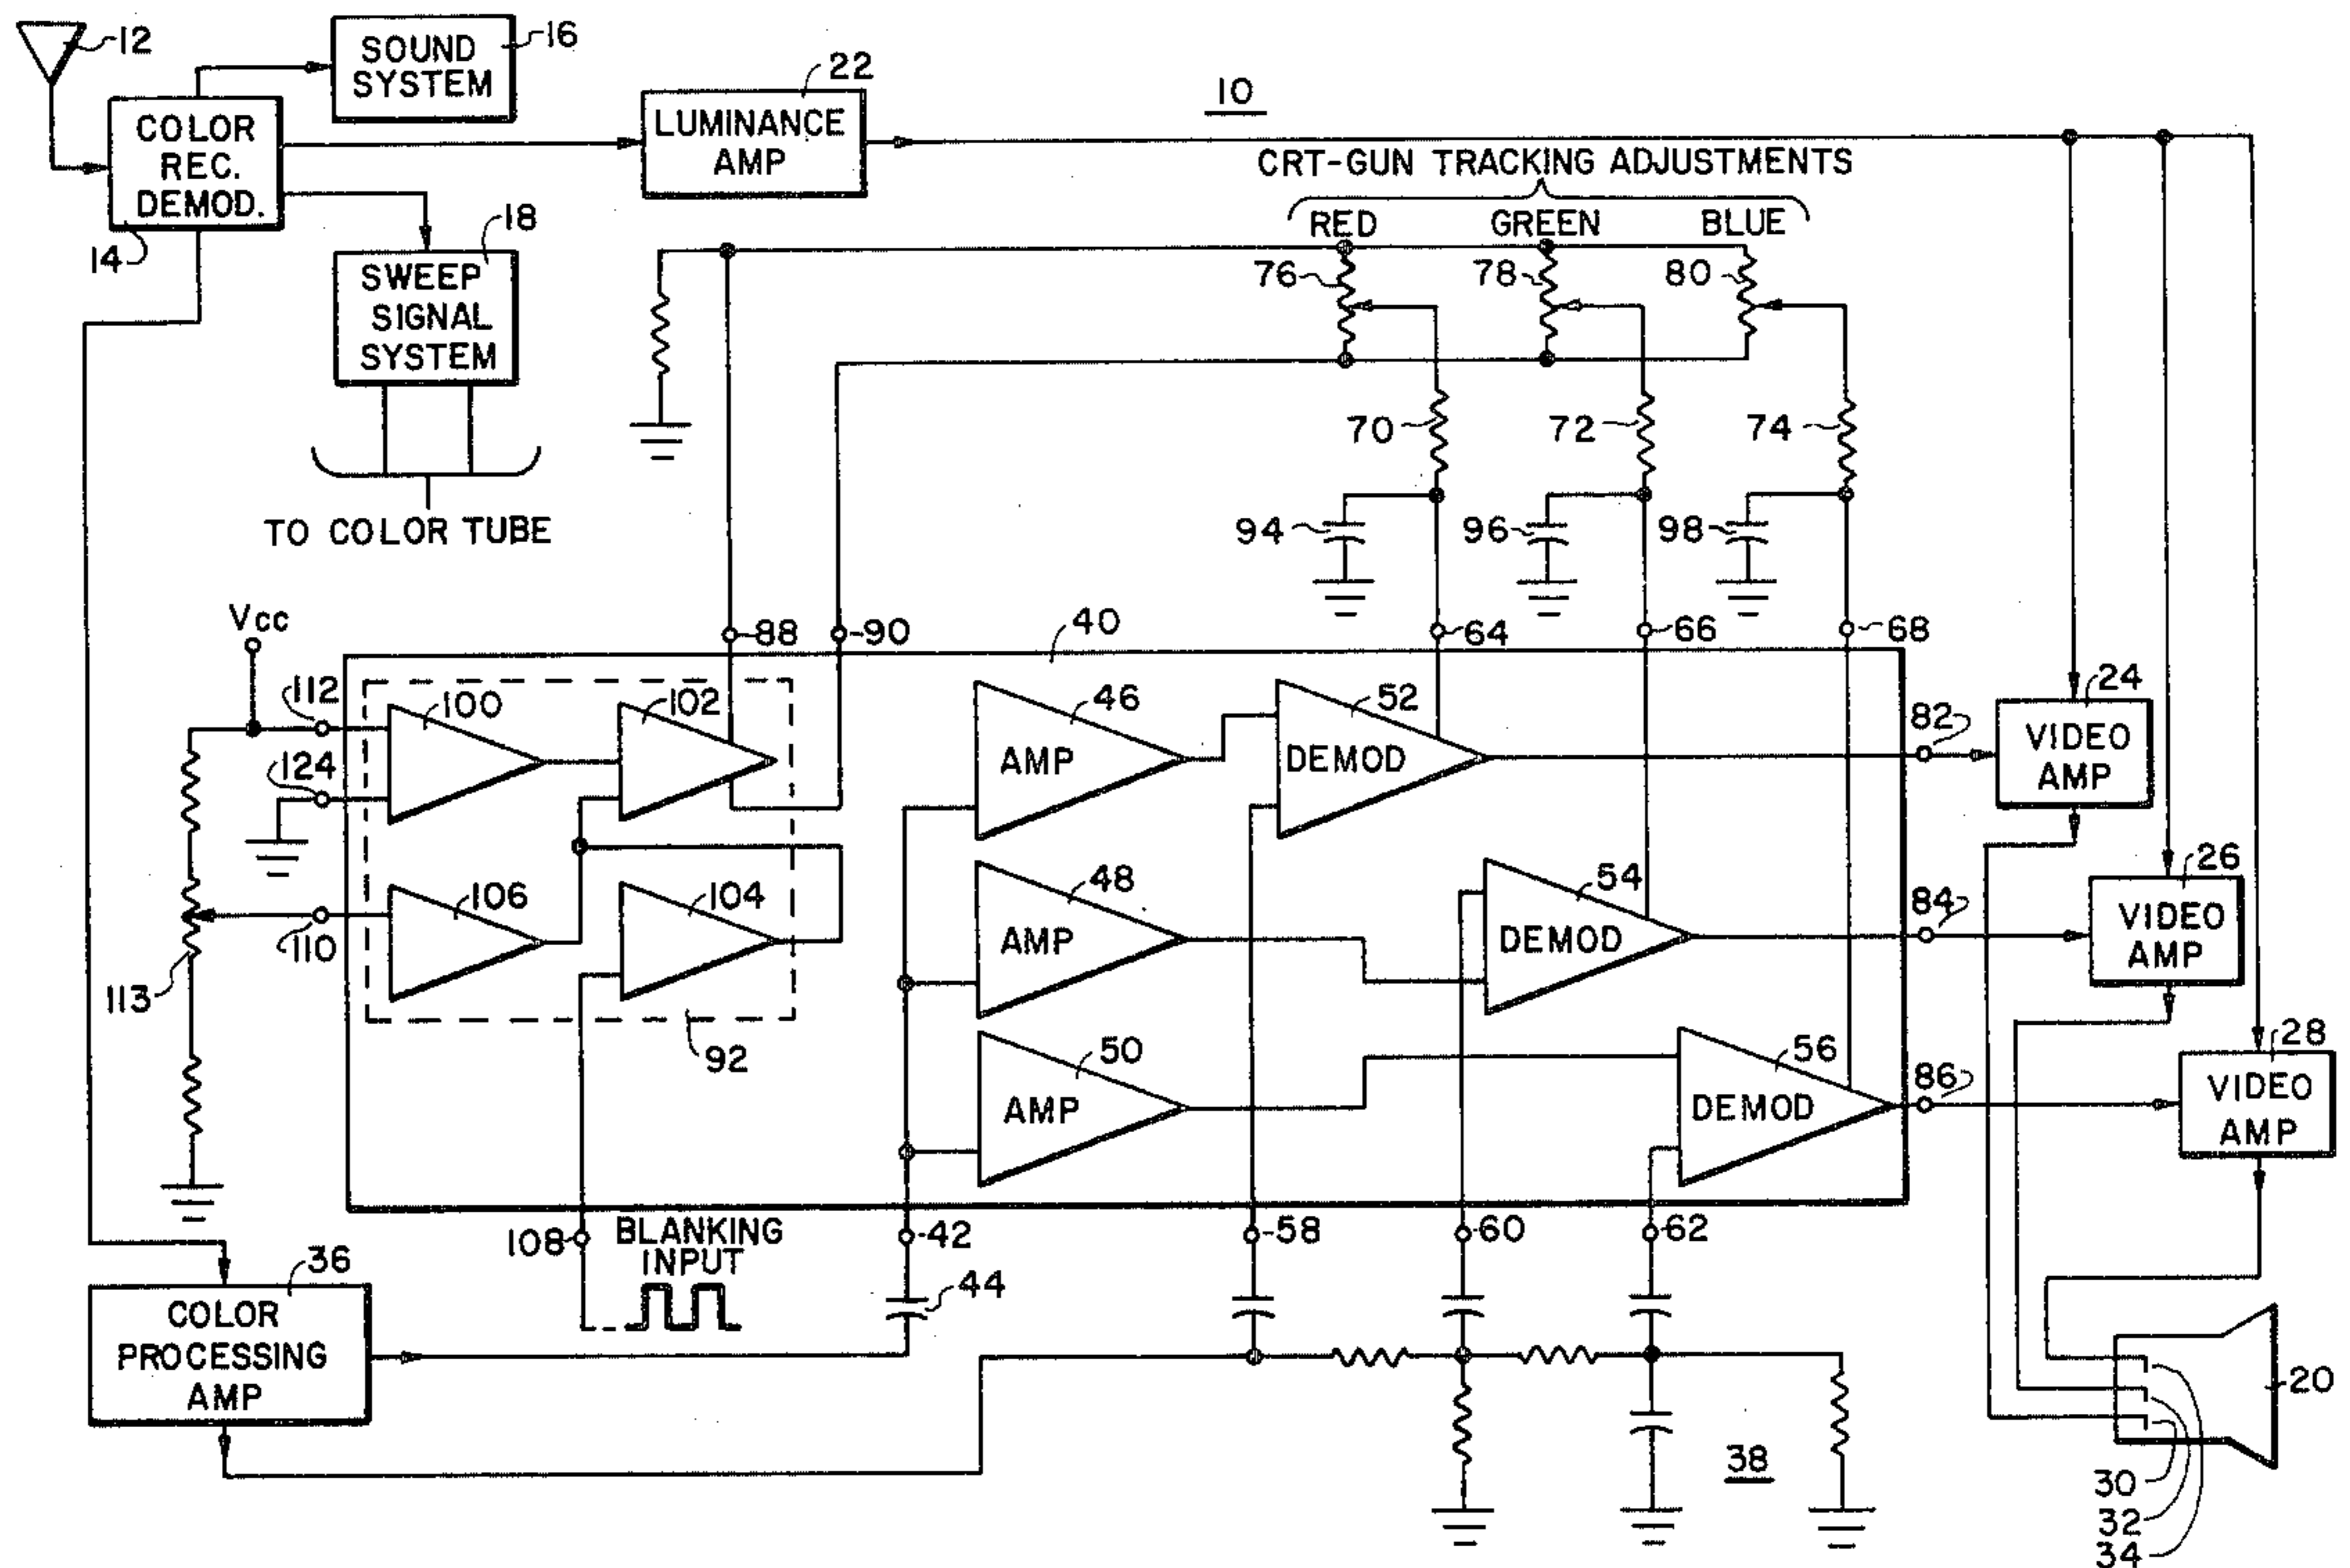 12
SOUND
SYSTEM
16
COLOR
REC.
DEMOD.
14
LUMINANCE
AMP
22
10
CRT-GUN TRACKING ADJUSTMENTS
RED
GREEN
BLUE
76
78
80
SWEEP
SIGNAL
SYSTEM
18
TO COLOR TUBE
70
72
74
94
96
98
Vcc
88
90
40
64
66
68
112
124
100
102
46
AMP
52
DEMOD
82
24
VIDEO
AMP
110
113
106
104
92
48
AMP
54
DEMOD
84
26
VIDEO
AMP
50
AMP
56
DEMOD
86
28
VIDEO
AMP
108
BLANKING
INPUT
42
44
58
60
62
36
COLOR
PROCESSING
AMP
38
20
30
32
34